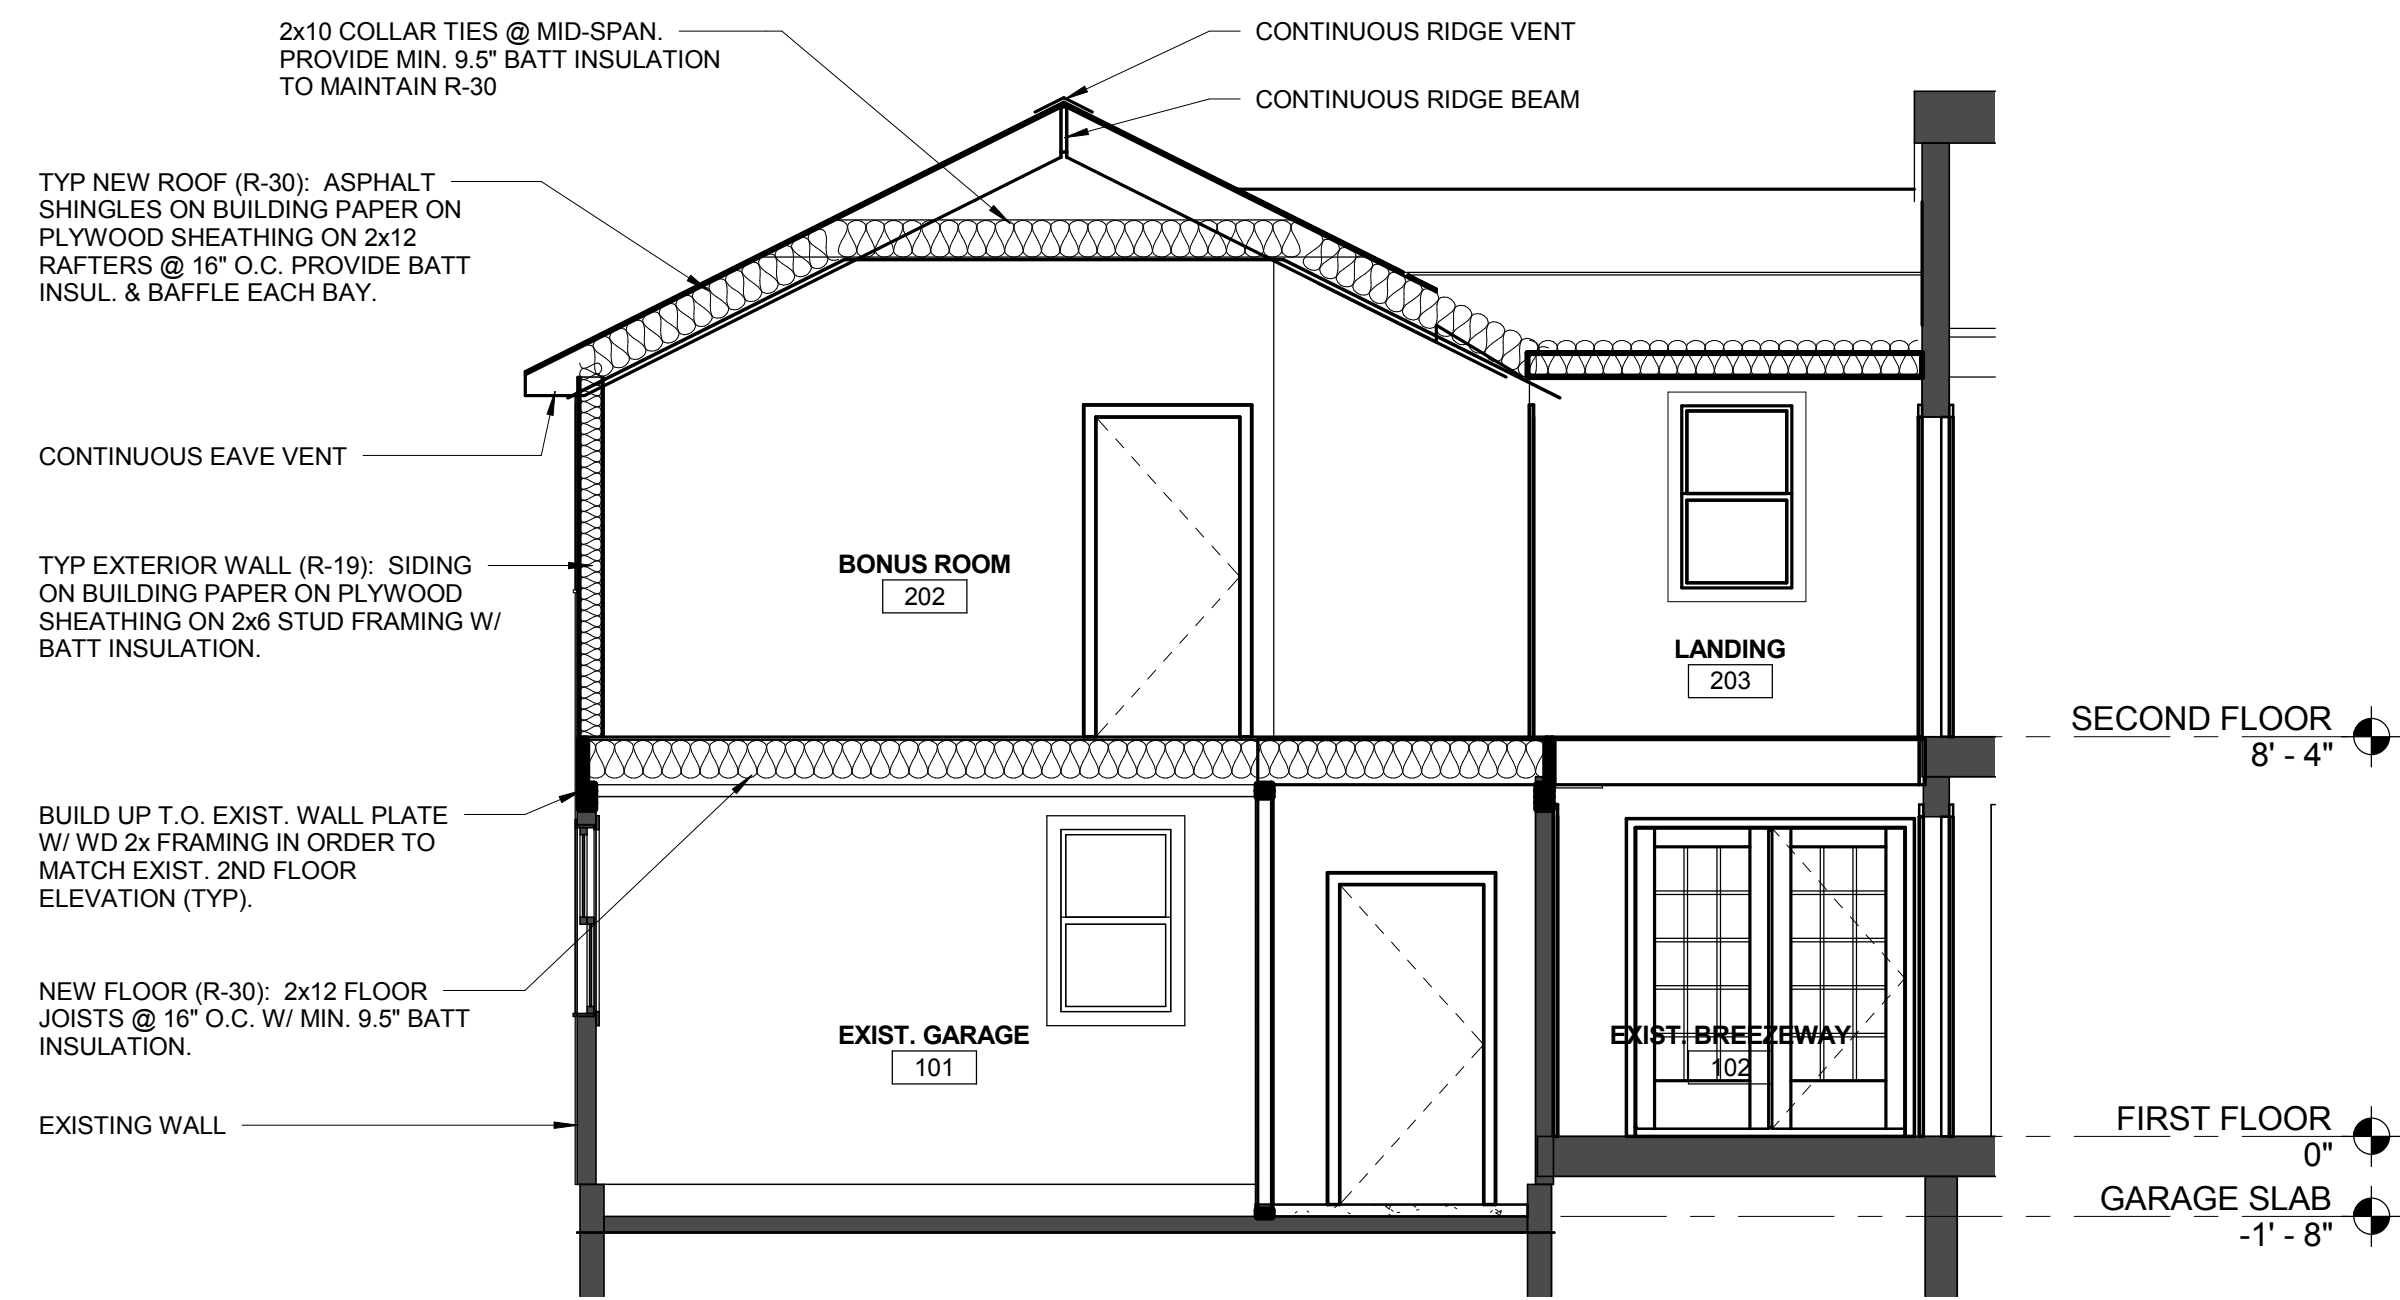 2x10 COLLAR TIES @ MID-SPAN.
PROVIDE MIN. 9.5" BATT INSULATION
TO MAINTAIN R-30
CONTINUOUS RIDGE VENT
CONTINUOUS RIDGE BEAM
TYP NEW ROOF (R-30): ASPHALT
SHINGLES ON BUILDING PAPER ON
PLYWOOD SHEATHING ON 2x12
RAFTERS @ 16" O.C. PROVIDE BATT
INSUL. & BAFFLE EACH BAY.
CONTINUOUS EAVE VENT
TYP EXTERIOR WALL (R-19): SIDING
ON BUILDING PAPER ON PLYWOOD
SHEATHING ON 2x6 STUD FRAMING W/
BATT INSULATION.
BONUS ROOM
202
LANDING
203
SECOND FLOOR
8' - 4"
BUILD UP T.O. EXIST. WALL PLATE
W/ WD 2x FRAMING IN ORDER TO
MATCH EXIST. 2ND FLOOR
ELEVATION (TYP).
NEW FLOOR (R-30): 2x12 FLOOR
JOISTS @ 16" O.C. W/ MIN. 9.5" BATT
INSULATION.
EXIST. GARAGE
101
EXIST. BREEZEWAY
102
EXISTING WALL
FIRST FLOOR
0"
GARAGE SLAB
-1' - 8"